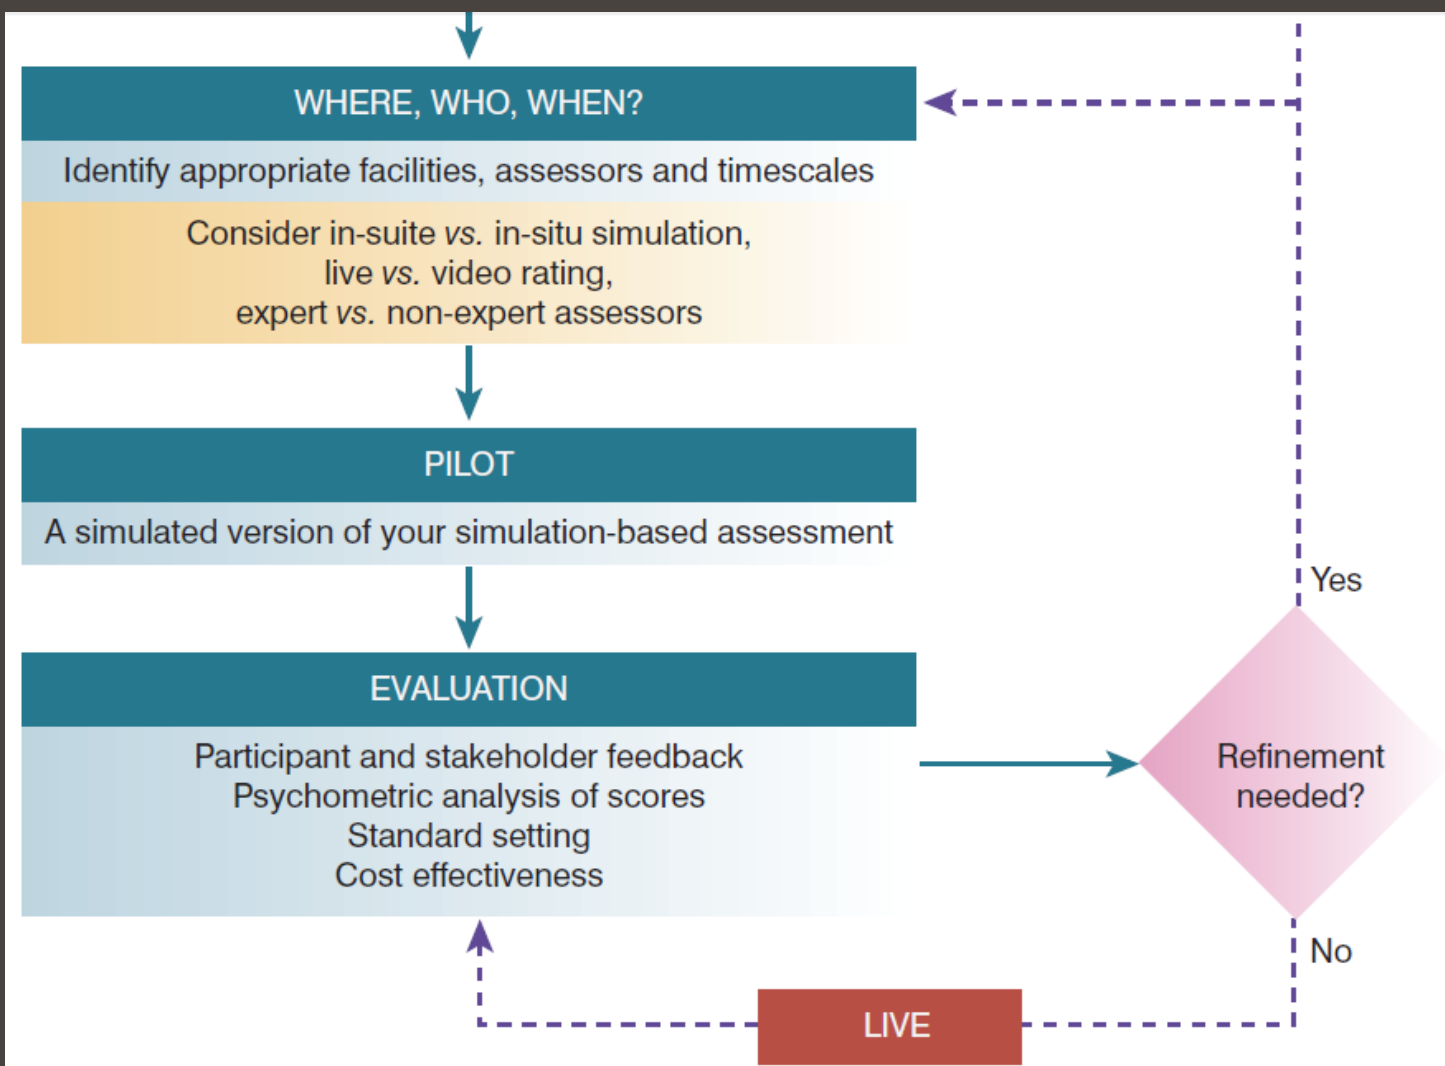 WHERE, WHO, WHEN?
Identify appropriate facilities, assessors and timescales
Consider in-suite vs. in-situ simulation,
live vs. video rating,
expert vs. non-expert assessors
PILOT
A simulated version of your simulation-based assessment
Yes
EVALUATION
Participant and stakeholder feedback
Psychometric analysis of scores
Standard setting
Cost effectiveness
Refinement
needed?
No
LIVE